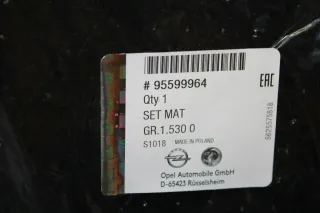 # 95599964
Qty 1
SET MAT
GR.1.530 0
S1018 MADE IN POLAND
Opel Automobile GmbH
D-65423 Rüsselsheim
EAC